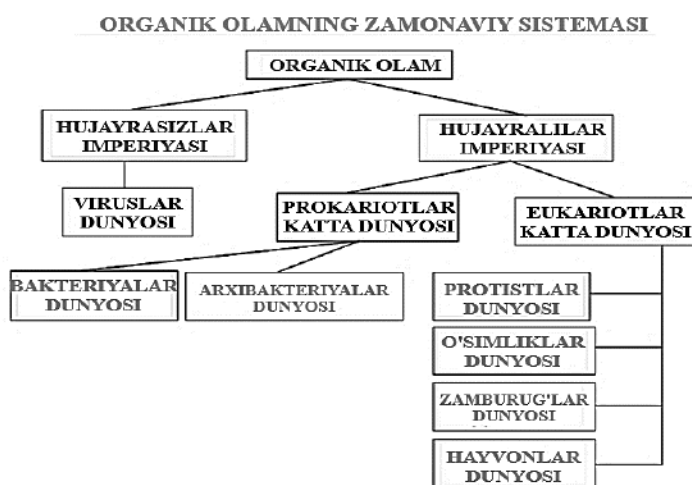 ORGANIK OLAMNING ZAMONAVIY SISTEMASI
ORGANIK OLAM
HUJAYRASIZLAR
IMPERIYASI
HUJAYRALILAR
IMPERIYASI
VIRUSLAR
DUNYOSI
PROKARIOTLAR
KATTA DUNYOSI
EUKARIOTLAR
KATTA DUNYOSI
BAKTERIYALAR
DUNYOSI
ARXIBAKTERIYALAR
DUNYOSI
PROTISTLAR
DUNYOSI
O'SIMLIKLAR
DUNYOSI
ZAMBURUG'LAR
DUNYOSI
HAYVONLAR
DUNYOSI